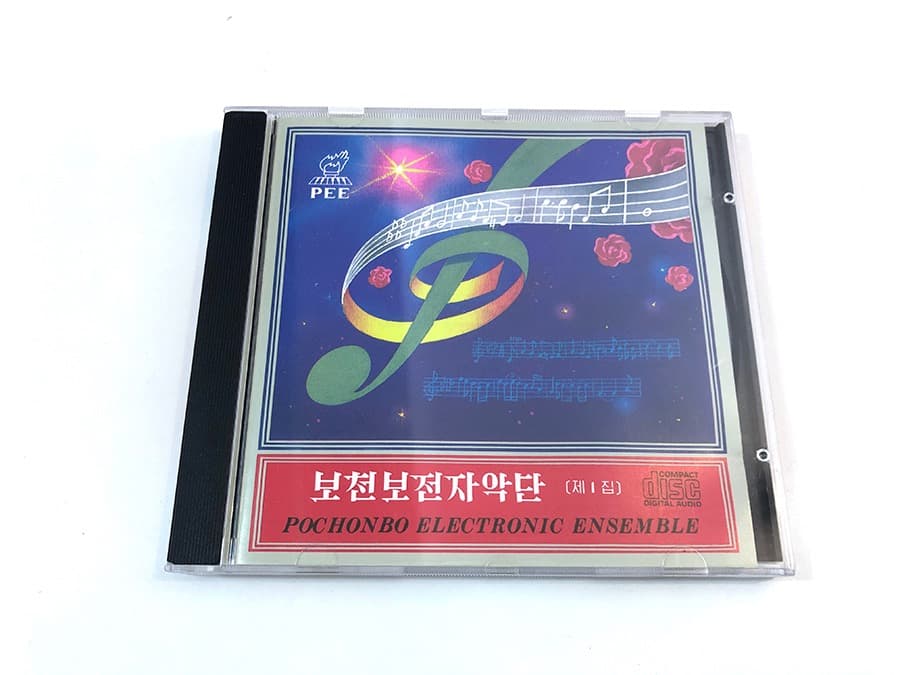 PEE
보천보전자악단 (제1집)
COMPACT
disc
DIGITAL AUDIO
POCHONBO ELECTRONIC ENSEMBLE